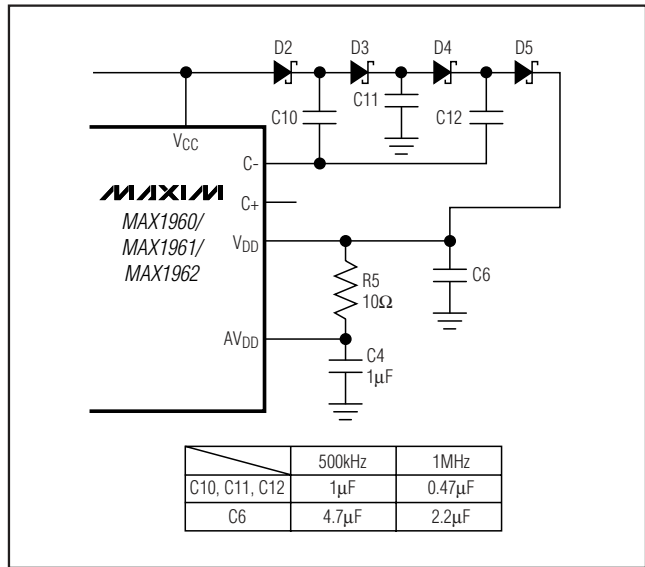 D2 D3 D4 D5
C10 C11 C12
VCC
C-
MAXIM
C+
MAX1960/
MAX1961/
MAX1962
VDD
C6
R5
10Ω
AVDD
C4
1µF
500kHz 1MHz
C10, C11, C12 1µF 0.47µF
C6 4.7µF 2.2µF